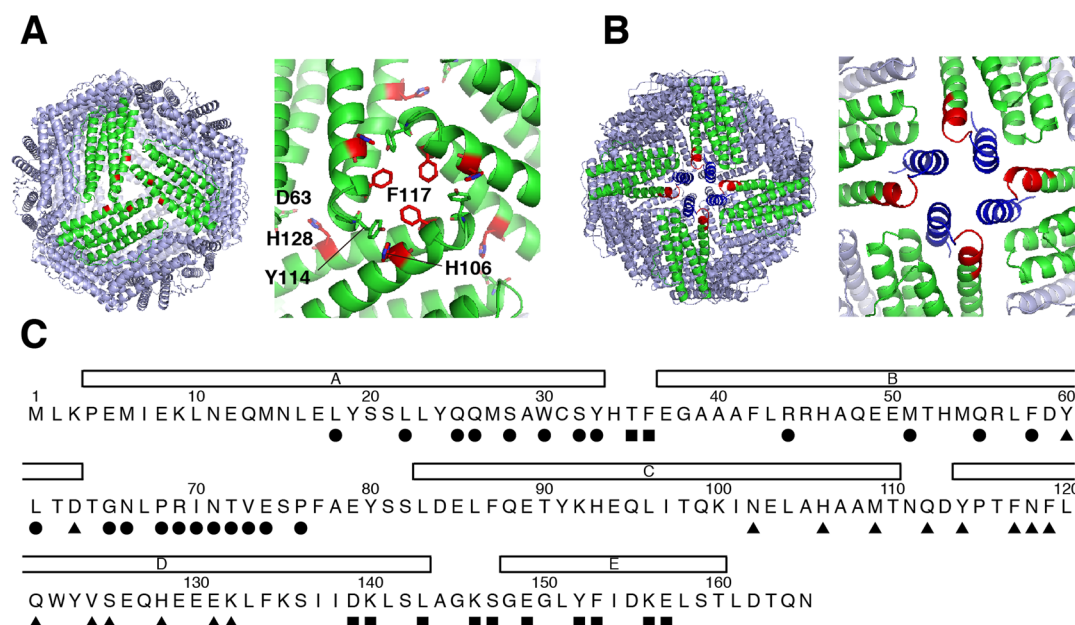 A
B
D63
H128
Y114
F117
H106
C
A B
1 10 20 30 40 50 60
M L K P E M I E K L N E Q M N L E L Y S S L L Y Q Q M S A W C S Y H T F E G A A A F L R R H A Q E E M T H M Q R L F D Y
C
70 80 90 100 110 120
L T D T G N L P R I N T V E S P F A E Y S S L D E L F Q E T Y K H E Q L I T Q K I N E L A H A A M T N Q D Y P T F N F L
D E
130 140 150 160
Q W Y V S E Q H E E E K L F K S I I D K L S L A G K S G E G L Y F I D K E L S T L D T Q N